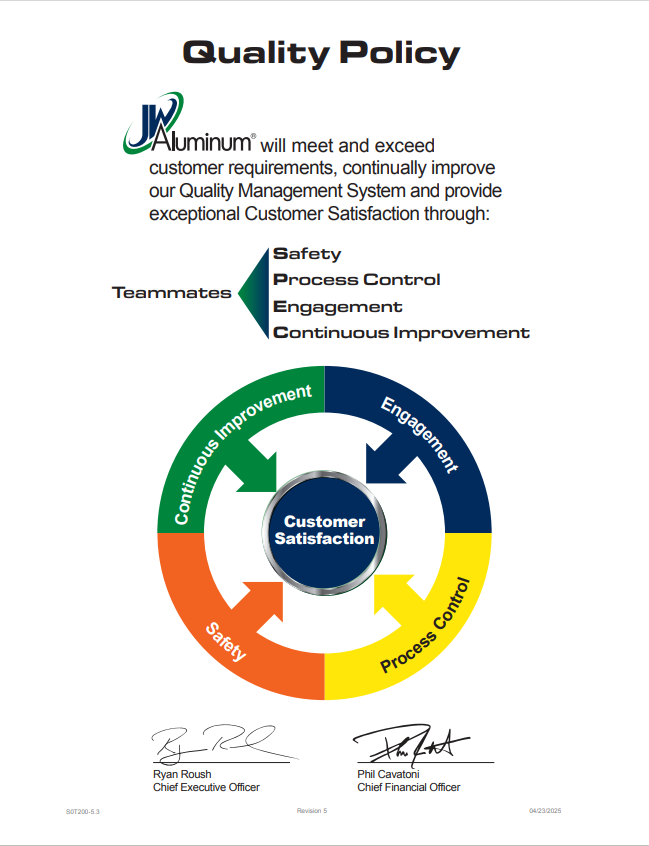 Quality Policy
JW Aluminum® will meet and exceed
customer requirements, continually improve
our Quality Management System and provide
exceptional Customer Satisfaction through:
Safety
Process Control
Teammates
Engagement
Continuous Improvement
Continuous Improvement
Engagement
Customer
Satisfaction
Safety
Process Control
Ryan Roush
Chief Executive Officer
Phil Cavatoni
Chief Financial Officer
S0T200-5.3
Revision 5
04/23/2025